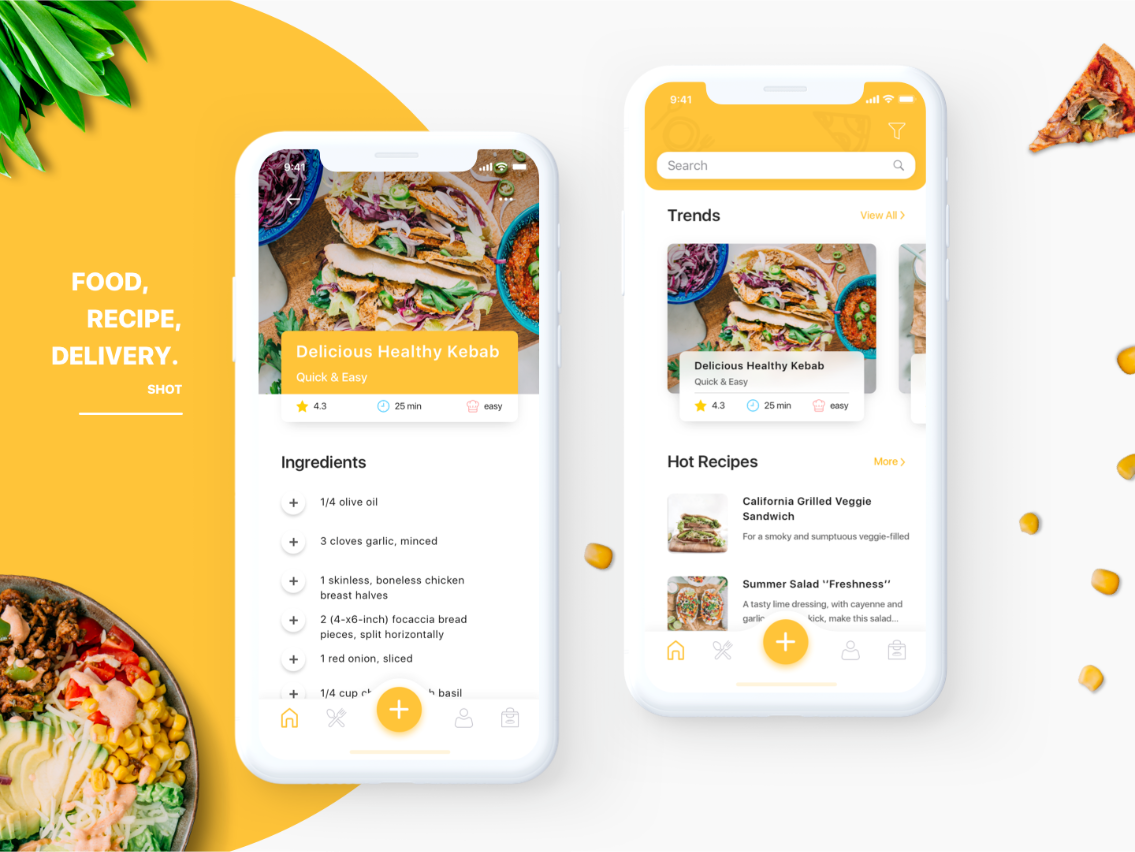 FOOD,
RECIPE,
DELIVERY.
SHOT
9:41
Delicious Healthy Kebab
Quick & Easy
4.3
25 min
easy
Ingredients
1/4 olive oil
3 cloves garlic, minced
1 skinless, boneless chicken
breast halves
2 (4-x6-inch) focaccia bread
pieces, split horizontally
1 red onion, sliced
1/4 cup basil
9:41
Search
Trends
View All >
Delicious Healthy Kebab
Quick & Easy
4.3
25 min
easy
Hot Recipes
More >
California Grilled Veggie
Sandwich
For a smoky and sumptuous veggie-filled
Summer Salad ''Freshness''
A tasty lime dressing, with cayenne and
kick, make this salad...